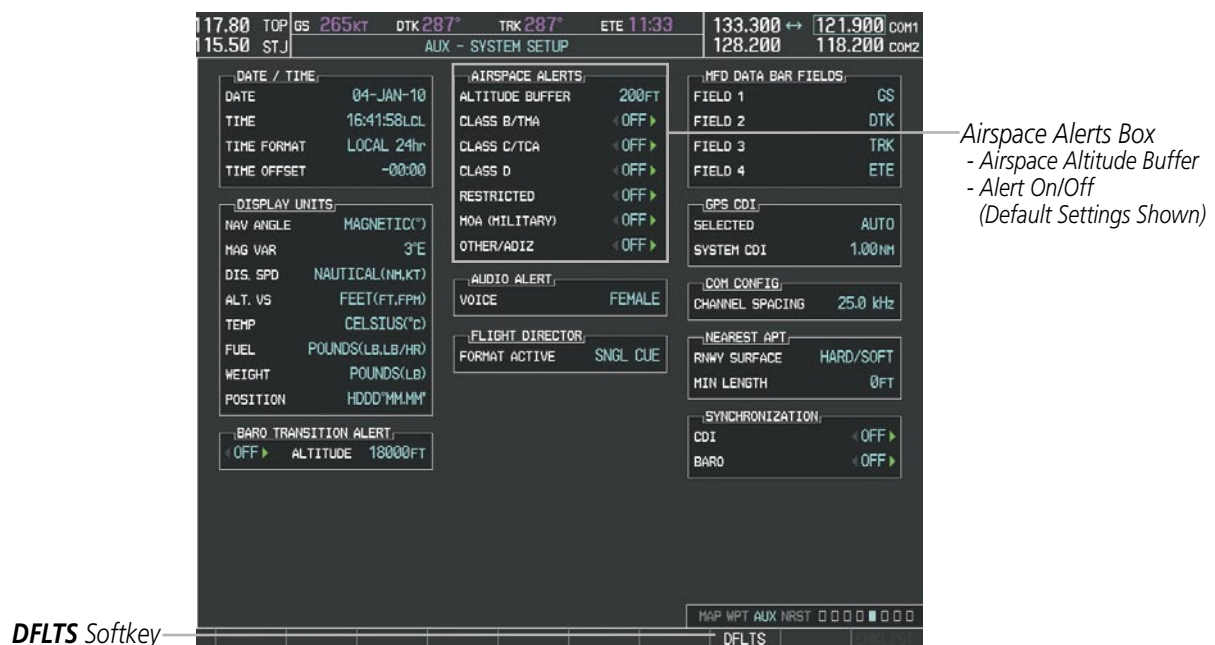 117.80 TOP GS 265KT DTK 287° TRK 287° ETE 11:33 133.300 ↔ 121.900 COM1
115.50 STJ AUX - SYSTEM SETUP 128.200 118.200 COM2
DATE / TIME
DATE 04-JAN-10
TIME 16:41:58LCL
TIME FORMAT LOCAL 24hr
TIME OFFSET -00:00
DISPLAY UNITS
NAV ANGLE MAGNETIC(°)
MAG VAR 3°E
DIS, SPD NAUTICAL(NM,KT)
ALT, VS FEET(FT,FPM)
TEMP CELSIUS(°C)
FUEL POUNDS(LB,LB/HR)
WEIGHT POUNDS(LB)
POSITION HDDD°MM.MM'
BARO TRANSITION ALERT
OFF ALTITUDE 18000FT
AIRSPACE ALERTS
ALTITUDE BUFFER 200FT
CLASS B/TMA OFF
CLASS C/TCA OFF
CLASS D OFF
RESTRICTED OFF
MOA (MILITARY) OFF
OTHER/ADIZ OFF
AUDIO ALERT
VOICE FEMALE
FLIGHT DIRECTOR
FORMAT ACTIVE SNGL CUE
MFD DATA BAR FIELDS
FIELD 1 GS
FIELD 2 DTK
FIELD 3 TRK
FIELD 4 ETE
GPS CDI
SELECTED AUTO
SYSTEM CDI 1.00NM
COM CONFIG
CHANNEL SPACING 25.0 kHz
NEAREST APT
RNWY SURFACE HARD/SOFT
MIN LENGTH 0FT
SYNCHRONIZATION
CDI OFF
BARO OFF
Airspace Alerts Box
- Airspace Altitude Buffer
- Alert On/Off
(Default Settings Shown)
MAP WPT AUX NRST
DFLTS Softkey
DFLTS